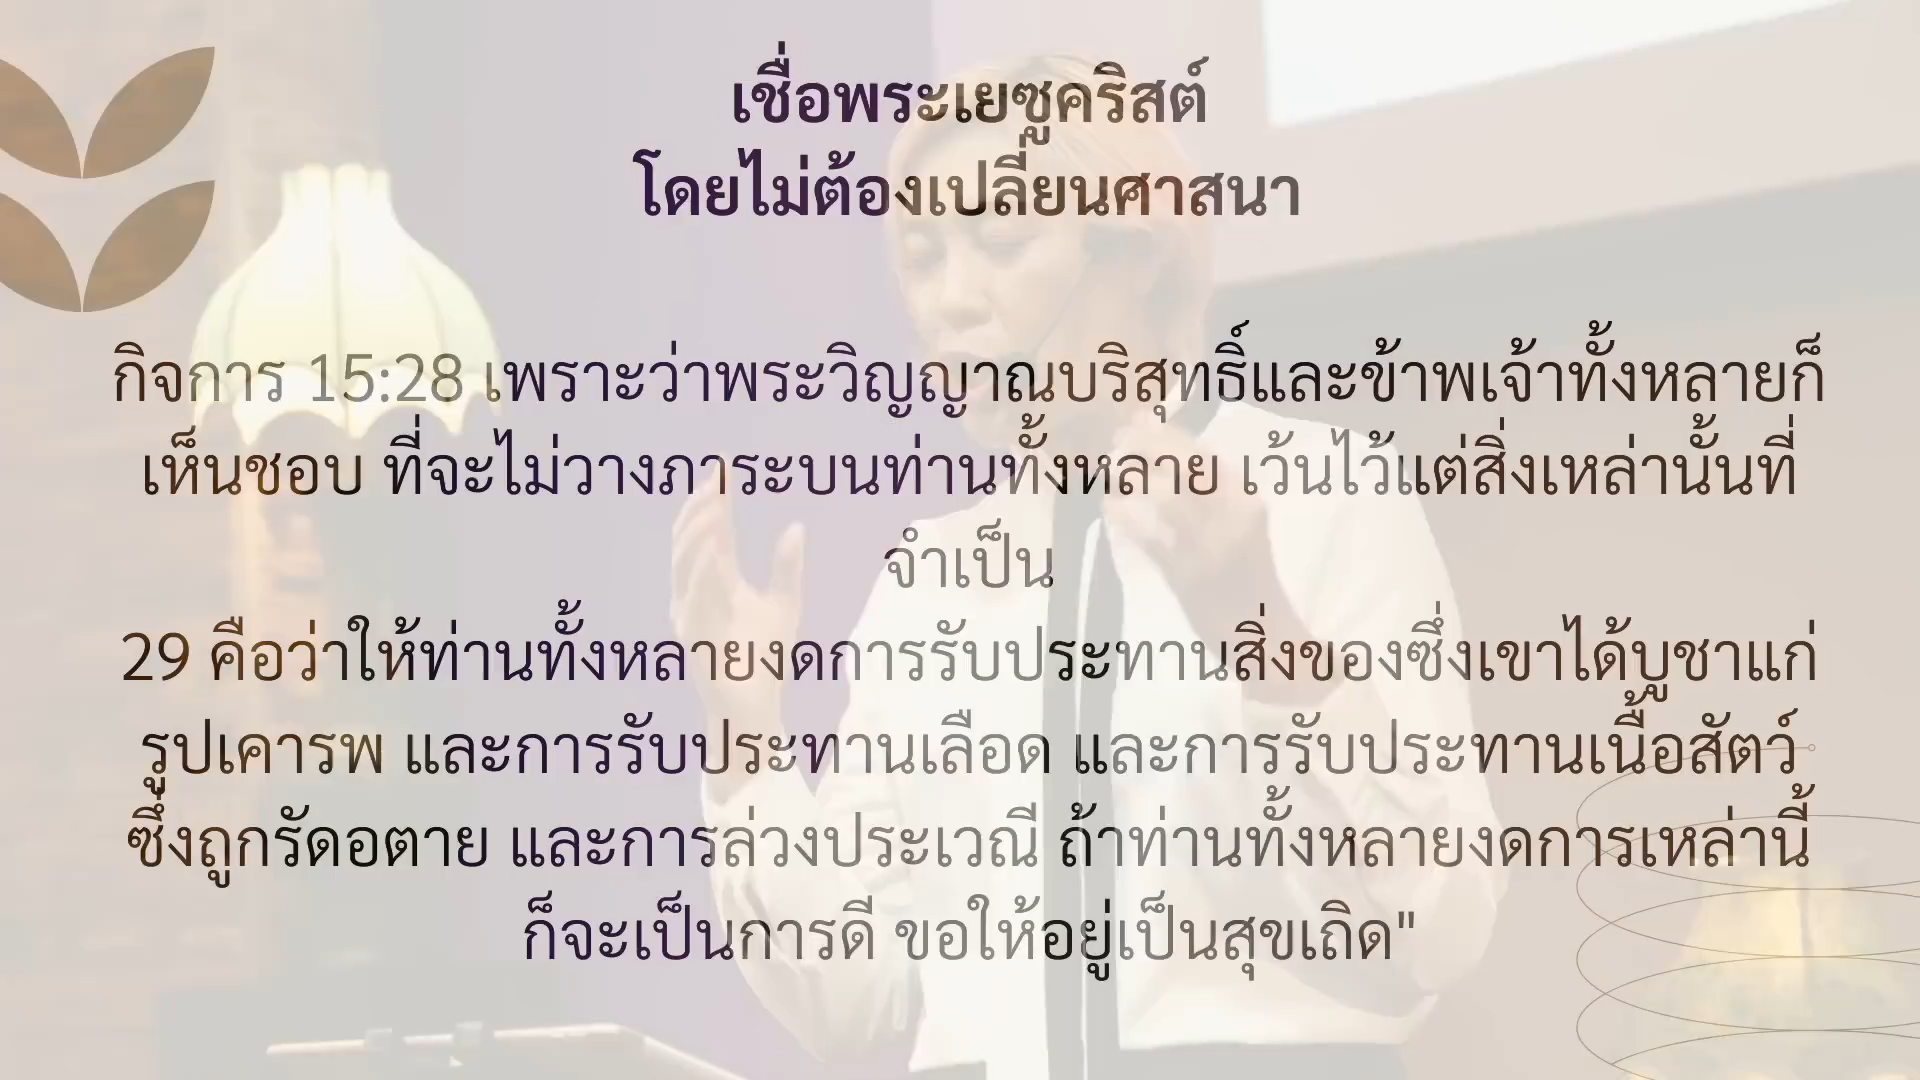 เชื่อพระเยซูคริสต์
โดยไม่ต้องเปลี่ยนศาสนา
กิจการ 15:28 เพราะว่าพระวิญญาณบริสุทธิ์และข้าพเจ้าทั้งหลายก็
เห็นชอบ ที่จะไม่วางภาระบนท่านทั้งหลาย เว้นไว้แต่สิ่งเหล่านั้นที่
จำเป็น
29 คือว่าให้ท่านทั้งหลายงดการรับประทานสิ่งของซึ่งเขาได้บูชาแก่
รูปเคารพ และการรับประทานเลือด และการรับประทานเนื้อสัตว์
ซึ่งถูกรัดอตาย และการล่วงประเวณี ถ้าท่านทั้งหลายงดการเหล่านี้
ก็จะเป็นการดี ขอให้อยู่เป็นสุขเถิด"